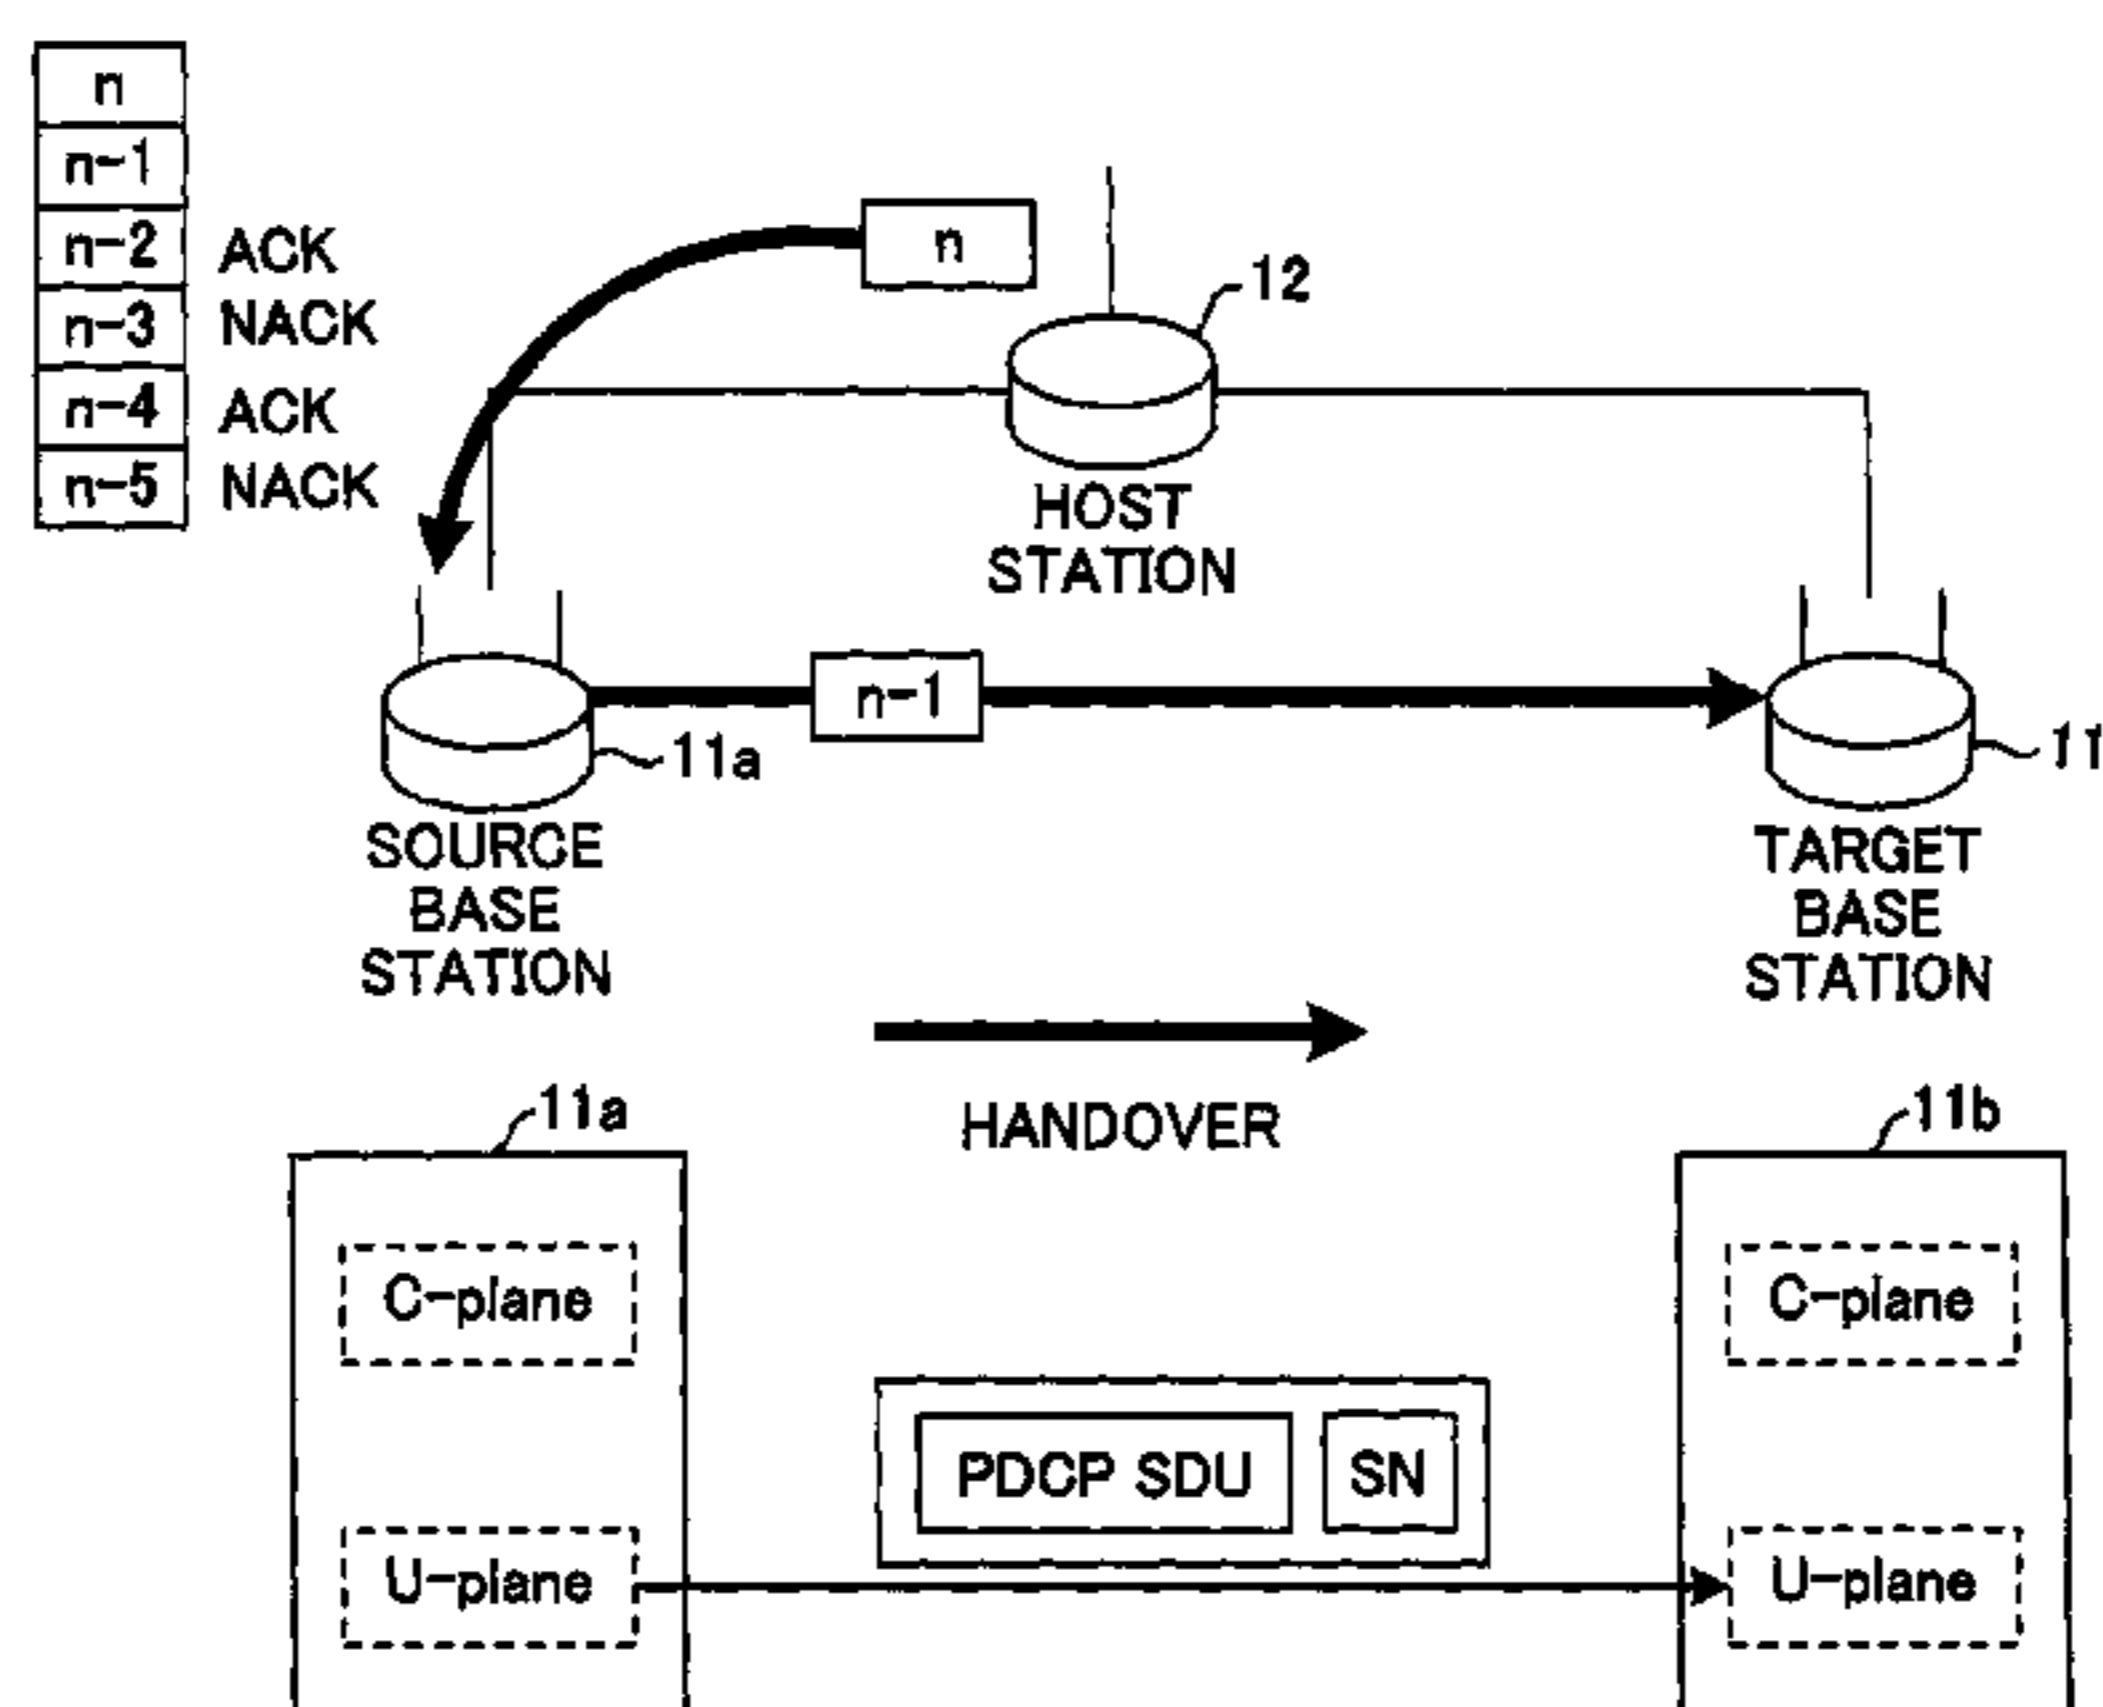 n
n-1
n-2 ACK
n-3 NACK
n-4 ACK
n-5 NACK
n
12
HOST
STATION
n-1
11a
11
SOURCE
BASE
STATION
TARGET
BASE
STATION
HANDOVER
11a
11b
C-plane
C-plane
PDCP SDU
SN
U-plane
U-plane